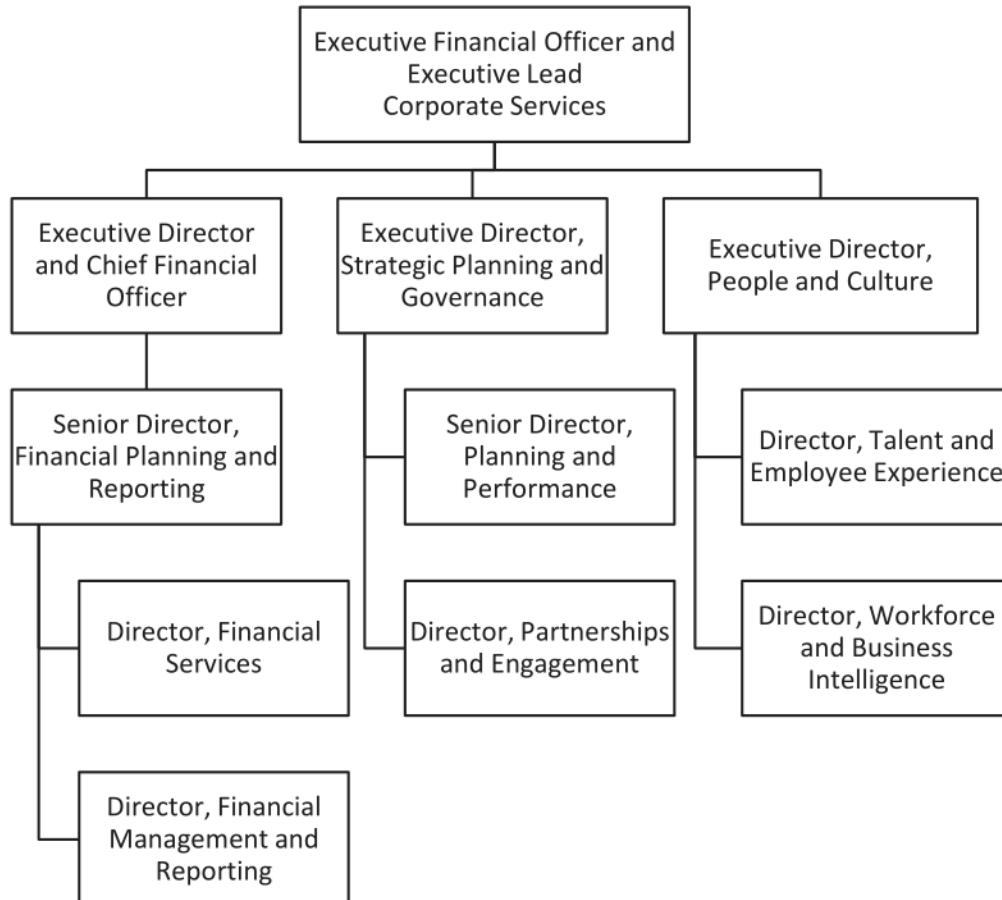 Executive Financial Officer and
Executive Lead
Corporate Services
Executive Director
and Chief Financial
Officer
Executive Director,
Strategic Planning and
Governance
Executive Director,
People and Culture
Senior Director,
Financial Planning and
Reporting
Senior Director,
Planning and
Performance
Director, Talent and
Employee Experience
Director, Financial
Services
Director, Partnerships
and Engagement
Director, Workforce
and Business
Intelligence
Director, Financial
Management and
Reporting